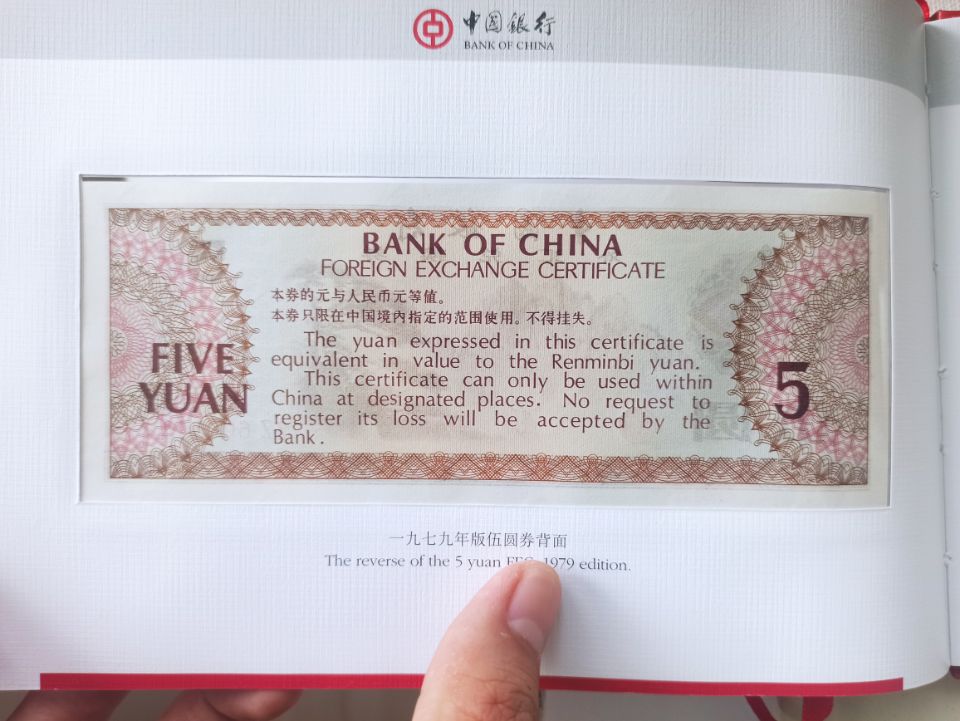 中国銀行
BANK OF CHINA
BANK OF CHINA
FOREIGN EXCHANGE CERTIFICATE
本券的元与人民币元等值。
本券只限在中国境内指定的范围使用。不得挂失。
The yuan expressed in this certificate is
equivalent in value to the Renminbi yuan.
This certificate can only be used within
China at designated places. No request to
register its loss will be accepted by the
Bank.
FIVE
YUAN
5
一九七九年版伍圆券背面
The reverse of the 5 yuan FEC, 1979 edition.